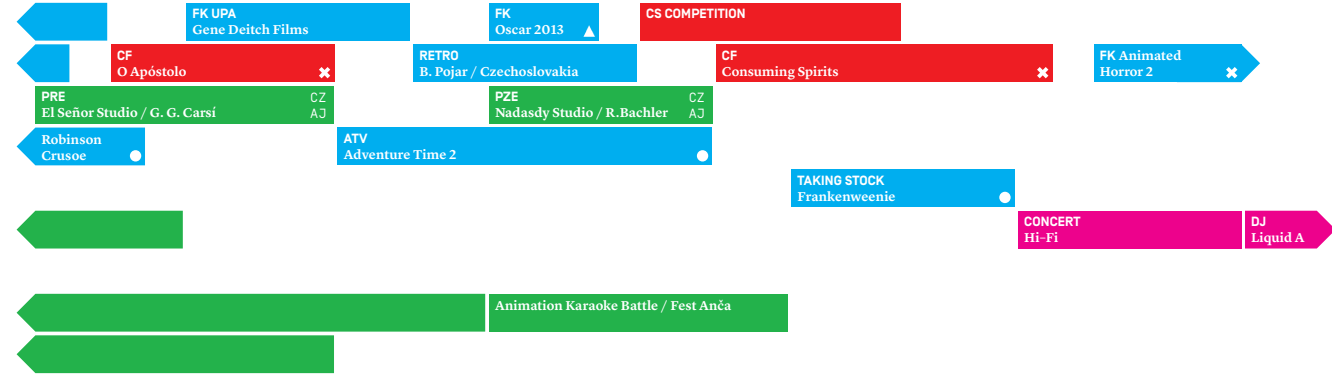 FK UPA
Gene Deitch Films
FK
Oscar 2013
CS COMPETITION
CF
O Apóstolo
RETRO
B. Pojar / Czechoslovakia
CF
Consuming Spirits
FK Animated
Horror 2
PRE
El Señor Studio / G. G. Carsí
CZ
AJ
PZE
Nadasdy Studio / R.Bachler
CZ
AJ
Robinson
Crusoe
ATV
Adventure Time 2
TAKING STOCK
Frankenweenie
CONCERT
Hi-Fi
DJ
Liquid A
Animation Karaoke Battle / Fest Anča